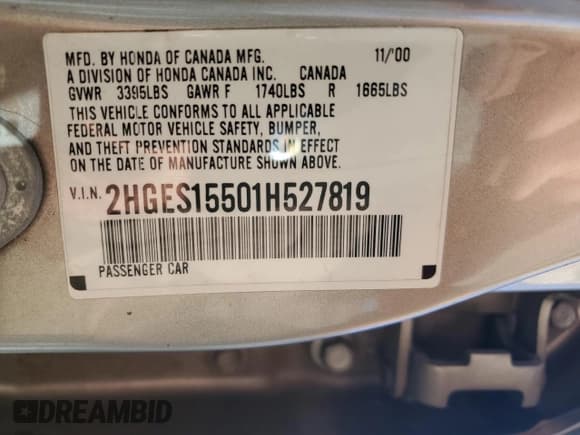 MFD. BY HONDA OF CANADA MFG. 11/'00
A DIVISION OF HONDA CANADA INC. CANADA
GVWR 3395LBS GAWR F 1740LBS R 1665LBS
THIS VEHICLE CONFORMS TO ALL APPLICABLE
FEDERAL MOTOR VEHICLE SAFETY, BUMPER,
AND THEFT PREVENTION STANDARDS IN EFFECT
ON THE DATE OF MANUFACTURE SHOWN ABOVE.
V.I.N. 2HGES15501H527819
PASSENGER CAR
DREAMBID